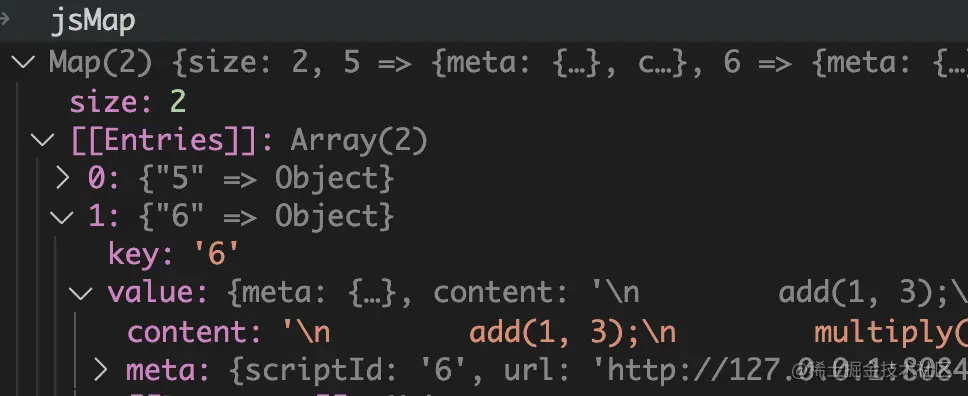 jsMap
Map(2) {size: 2, 5 => {meta: {…}, c…}, 6 => {meta: {…
size: 2
[[Entries]]: Array(2)
0: {"5" => Object}
1: {"6" => Object}
key: '6'
value: {meta: {…}, content: '\n add(1, 3);\
content: '\n add(1, 3);\n multiply(
meta: {scriptId: '6', url: 'http://127.0.0.1:8084
@稀土掘金技术社区